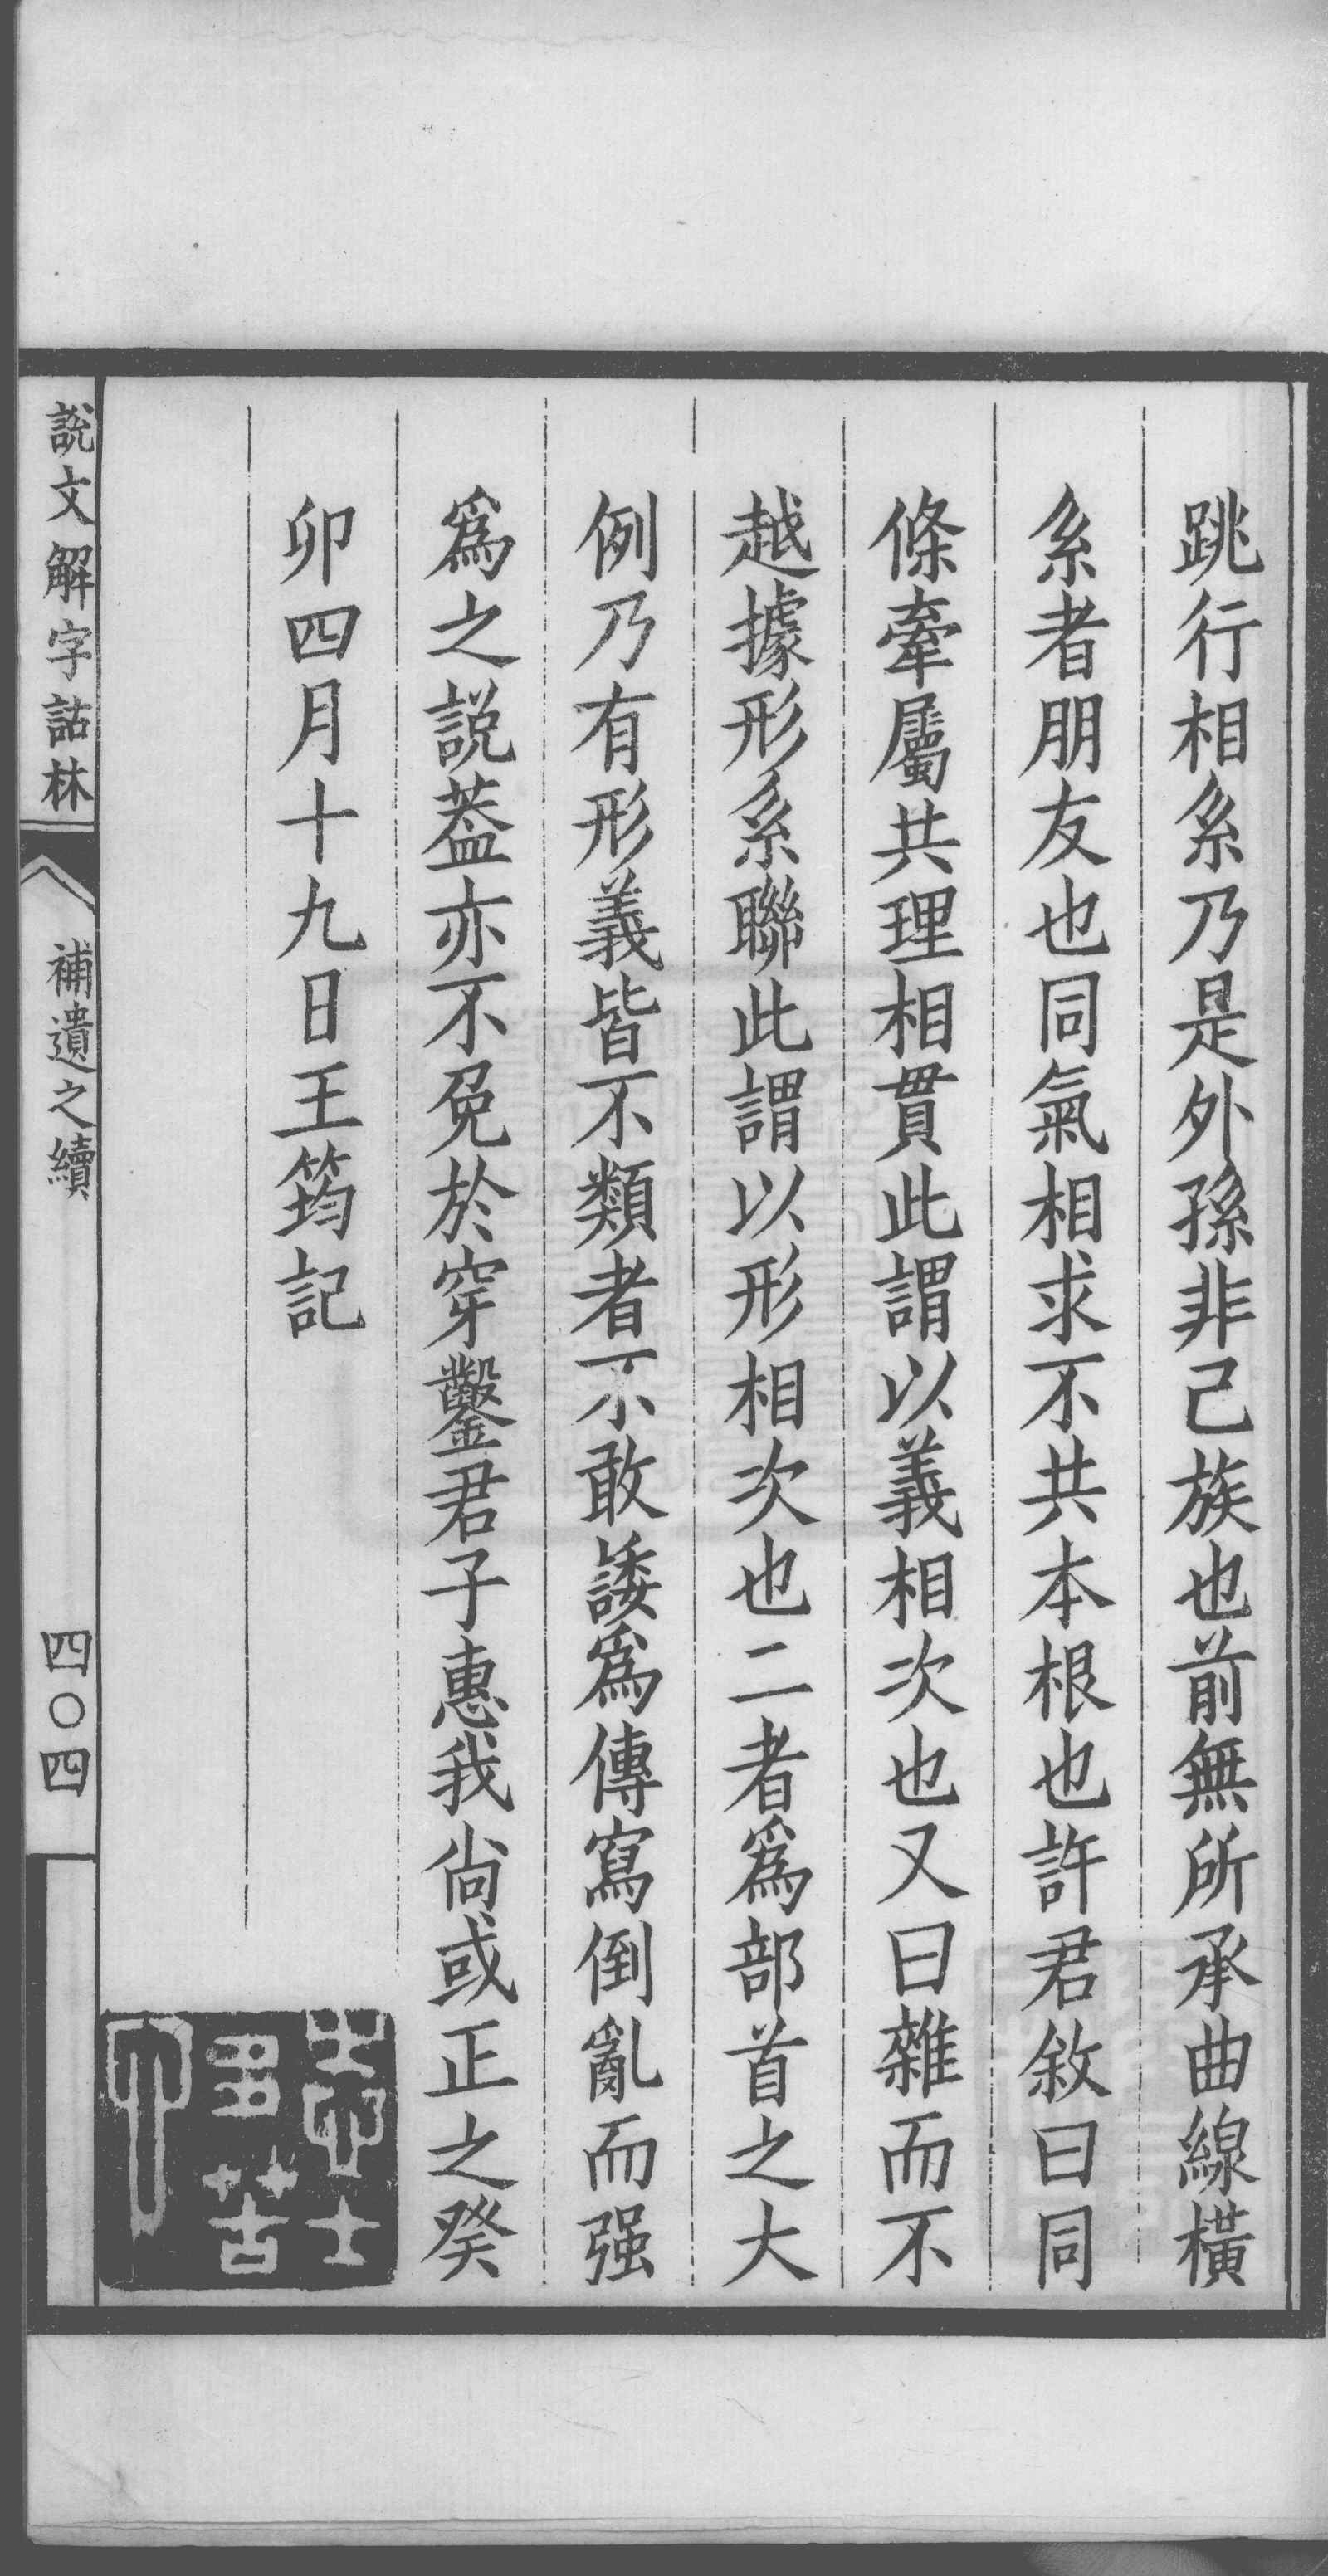 跳行相系乃是外孫非己族也前無所承曲線橫
系者朋友也同氣相求不共本根也許君敘曰同
條牽屬共理相貫此謂以義相次也又曰雜而不
越據形系聯此謂以形相次也二者爲部首之大
例乃有形義皆不類者不敢諉爲傳寫倒亂而强
爲之說葢亦不免於穿鑿君子惠我尙或正之癸
卯四月十九日王筠記
說文解字詁林
補遺之續
四〇四